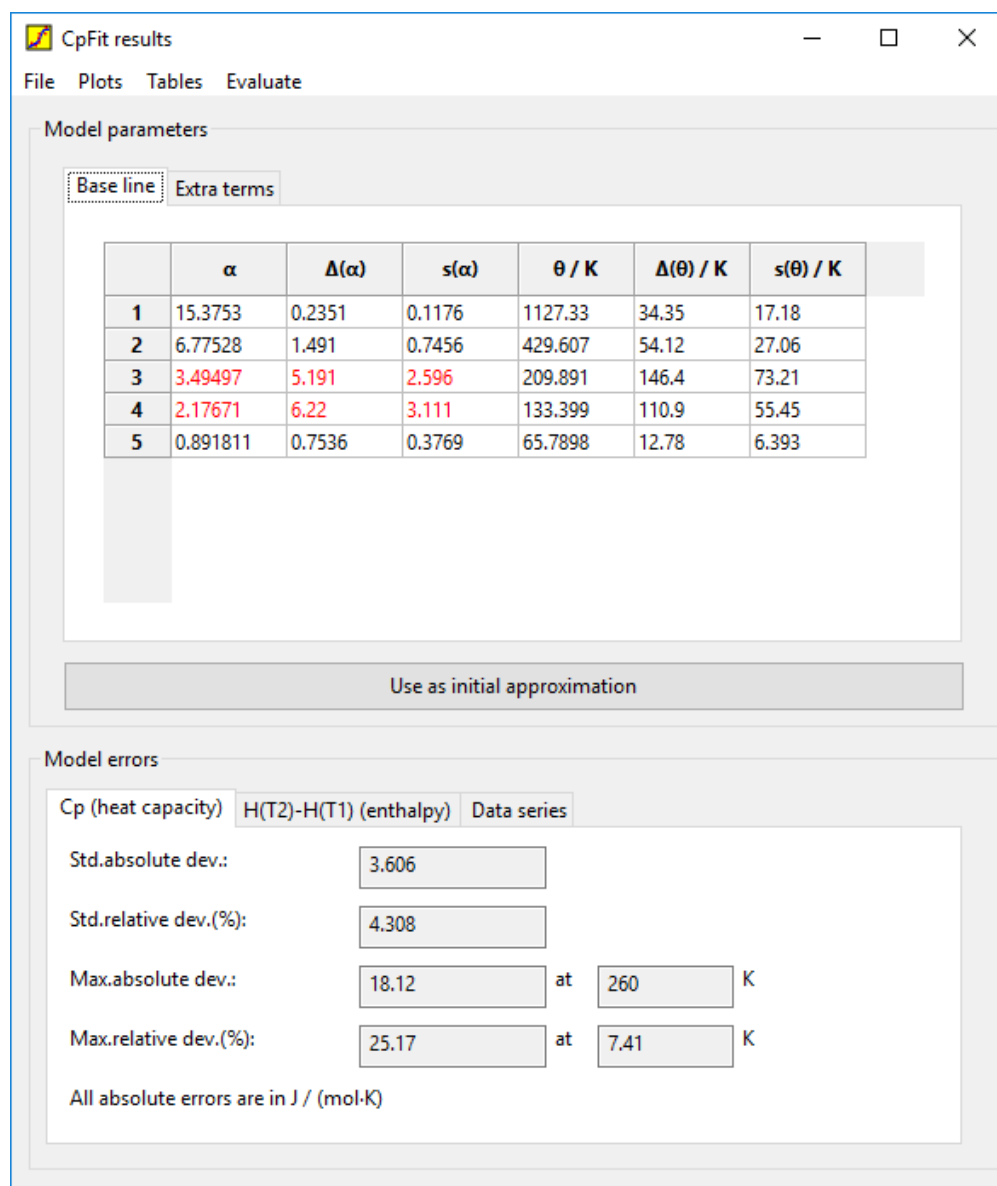 CpFit results
File Plots Tables Evaluate
Model parameters
Base line Extra terms
α Δ(α) s(α) θ / K Δ(θ) / K s(θ) / K
1 15.3753 0.2351 0.1176 1127.33 34.35 17.18
2 6.77528 1.491 0.7456 429.607 54.12 27.06
3 3.49497 5.191 2.596 209.891 146.4 73.21
4 2.17671 6.22 3.111 133.399 110.9 55.45
5 0.891811 0.7536 0.3769 65.7898 12.78 6.393
Use as initial approximation
Model errors
Cp (heat capacity) H(T2)-H(T1) (enthalpy) Data series
Std.absolute dev.: 3.606
Std.relative dev.(%): 4.308
Max.absolute dev.: 18.12 at 260 K
Max.relative dev.(%): 25.17 at 7.41 K
All absolute errors are in J / (mol·K)